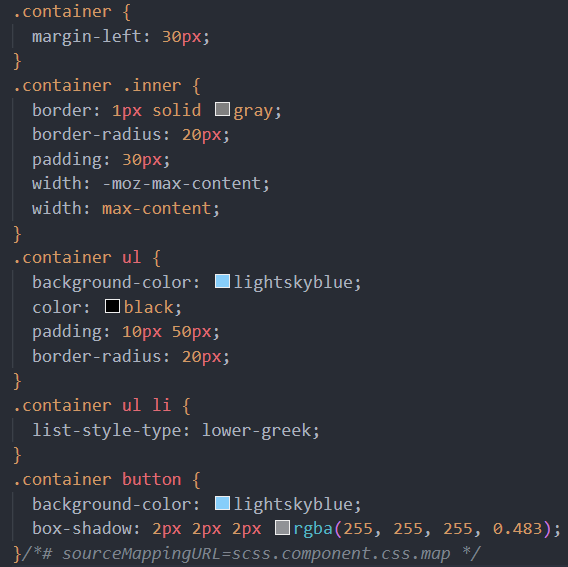 .container {
  margin-left: 30px;
}
.container .inner {
  border: 1px solid gray;
  border-radius: 20px;
  padding: 30px;
  width: -moz-max-content;
  width: max-content;
}
.container ul {
  background-color: lightskyblue;
  color: black;
  padding: 10px 50px;
  border-radius: 20px;
}
.container ul li {
  list-style-type: lower-greek;
}
.container button {
  background-color: lightskyblue;
  box-shadow: 2px 2px 2px rgba(255, 255, 255, 0.483);
}/*# sourceMappingURL=scss.component.css.map */